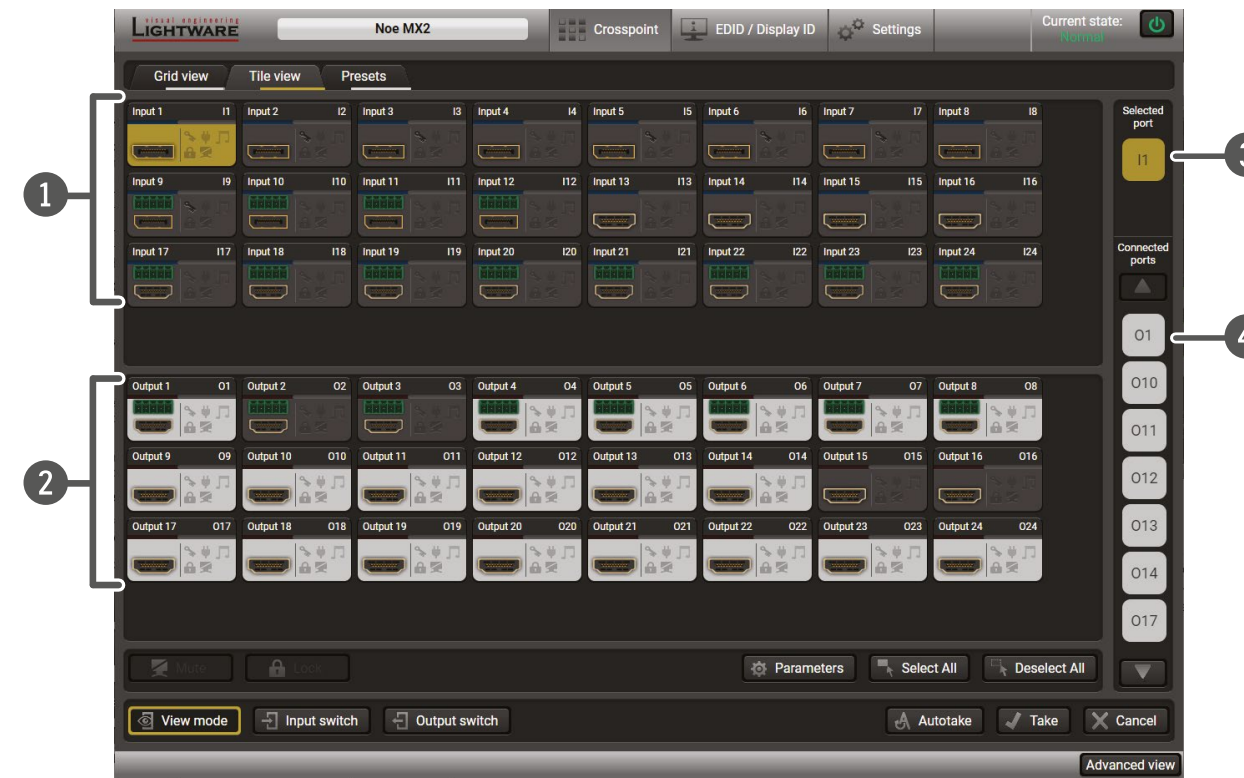 visual engineering
LIGHTWARE
Noe MX2
Crosspoint
EDID / Display ID
Settings
Current state:
Normal
Grid view
Tile view
Presets
Input 1 I1
Input 2 I2
Input 3 I3
Input 4 I4
Input 5 I5
Input 6 I6
Input 7 I7
Input 8 I8
Selected
port
I1
3
Input 9 I9
Input 10 I10
Input 11 I11
Input 12 I12
Input 13 I13
Input 14 I14
Input 15 I15
Input 16 I16
1
Input 17 I17
Input 18 I18
Input 19 I19
Input 20 I20
Input 21 I21
Input 22 I22
Input 23 I23
Input 24 I24
Connected
ports
O1
4
Output 1 O1
Output 2 O2
Output 3 O3
Output 4 O4
Output 5 O5
Output 6 O6
Output 7 O7
Output 8 O8
O10
O11
Output 9 O9
Output 10 O10
Output 11 O11
Output 12 O12
Output 13 O13
Output 14 O14
Output 15 O15
Output 16 O16
2
O12
Output 17 O17
Output 18 O18
Output 19 O19
Output 20 O20
Output 21 O21
Output 22 O22
Output 23 O23
Output 24 O24
O13
O14
O17
Mute
Lock
Parameters
Select All
Deselect All
View mode
Input switch
Output switch
Autotake
Take
Cancel
Advanced view